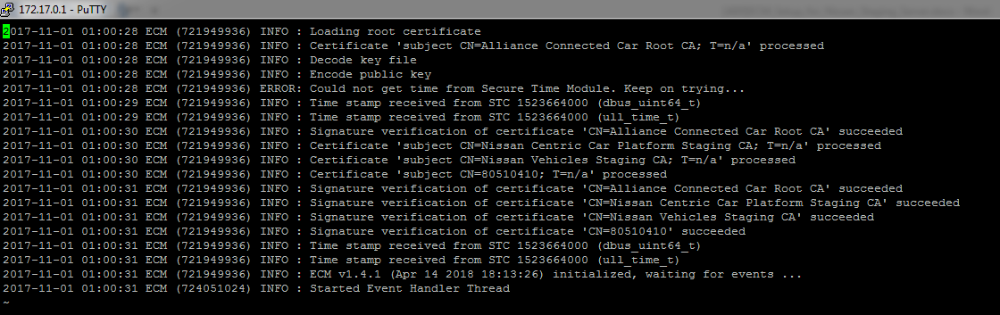 172.17.0.1 - PuTTY
2017-11-01 01:00:28 ECM (721949936) INFO : Loading root certificate
2017-11-01 01:00:28 ECM (721949936) INFO : Certificate 'subject CN=Alliance Connected Car Root CA; T=n/a' processed
2017-11-01 01:00:28 ECM (721949936) INFO : Decode key file
2017-11-01 01:00:28 ECM (721949936) INFO : Encode public key
2017-11-01 01:00:28 ECM (721949936) ERROR: Could not get time from Secure Time Module. Keep on trying...
2017-11-01 01:00:29 ECM (721949936) INFO : Time stamp received from STC 1523664000 (dbus_uint64_t)
2017-11-01 01:00:29 ECM (721949936) INFO : Time stamp received from STC 1523664000 (ull_time_t)
2017-11-01 01:00:30 ECM (721949936) INFO : Signature verification of certificate 'CN=Alliance Connected Car Root CA' succeeded
2017-11-01 01:00:30 ECM (721949936) INFO : Certificate 'subject CN=Nissan Centric Car Platform Staging CA; T=n/a' processed
2017-11-01 01:00:30 ECM (721949936) INFO : Certificate 'subject CN=Nissan Vehicles Staging CA; T=n/a' processed
2017-11-01 01:00:30 ECM (721949936) INFO : Certificate 'subject CN=80510410; T=n/a' processed
2017-11-01 01:00:31 ECM (721949936) INFO : Signature verification of certificate 'CN=Alliance Connected Car Root CA' succeeded
2017-11-01 01:00:31 ECM (721949936) INFO : Signature verification of certificate 'CN=Nissan Centric Car Platform Staging CA' succeeded
2017-11-01 01:00:31 ECM (721949936) INFO : Signature verification of certificate 'CN=Nissan Vehicles Staging CA' succeeded
2017-11-01 01:00:31 ECM (721949936) INFO : Signature verification of certificate 'CN=80510410' succeeded
2017-11-01 01:00:31 ECM (721949936) INFO : Time stamp received from STC 1523664000 (dbus_uint64_t)
2017-11-01 01:00:31 ECM (721949936) INFO : Time stamp received from STC 1523664000 (ull_time_t)
2017-11-01 01:00:31 ECM (721949936) INFO : ECM v1.4.1 (Apr 14 2018 18:13:26) initialized, waiting for events ...
2017-11-01 01:00:31 ECM (724051024) INFO : Started Event Handler Thread
~